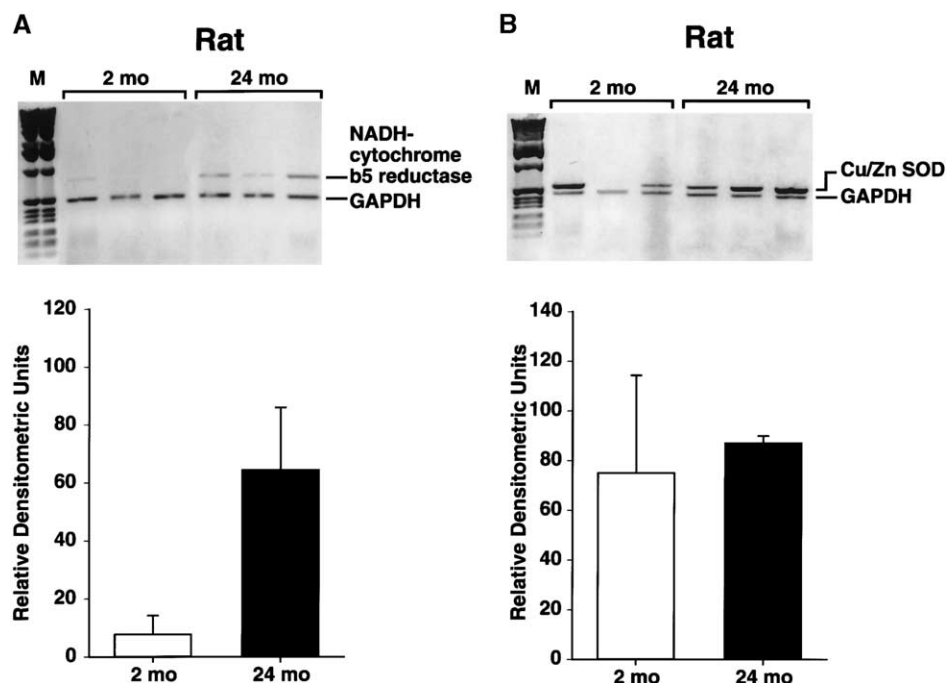 A
Rat
M
2 mo
24 mo
NADH-
cytochrome
b5 reductase
GAPDH
Relative Densitometric Units
120
100
80
60
40
20
0
2 mo
24 mo
B
Rat
M
2 mo
24 mo
Cu/Zn SOD
GAPDH
Relative Densitometric Units
140
120
100
80
60
40
20
0
2 mo
24 mo